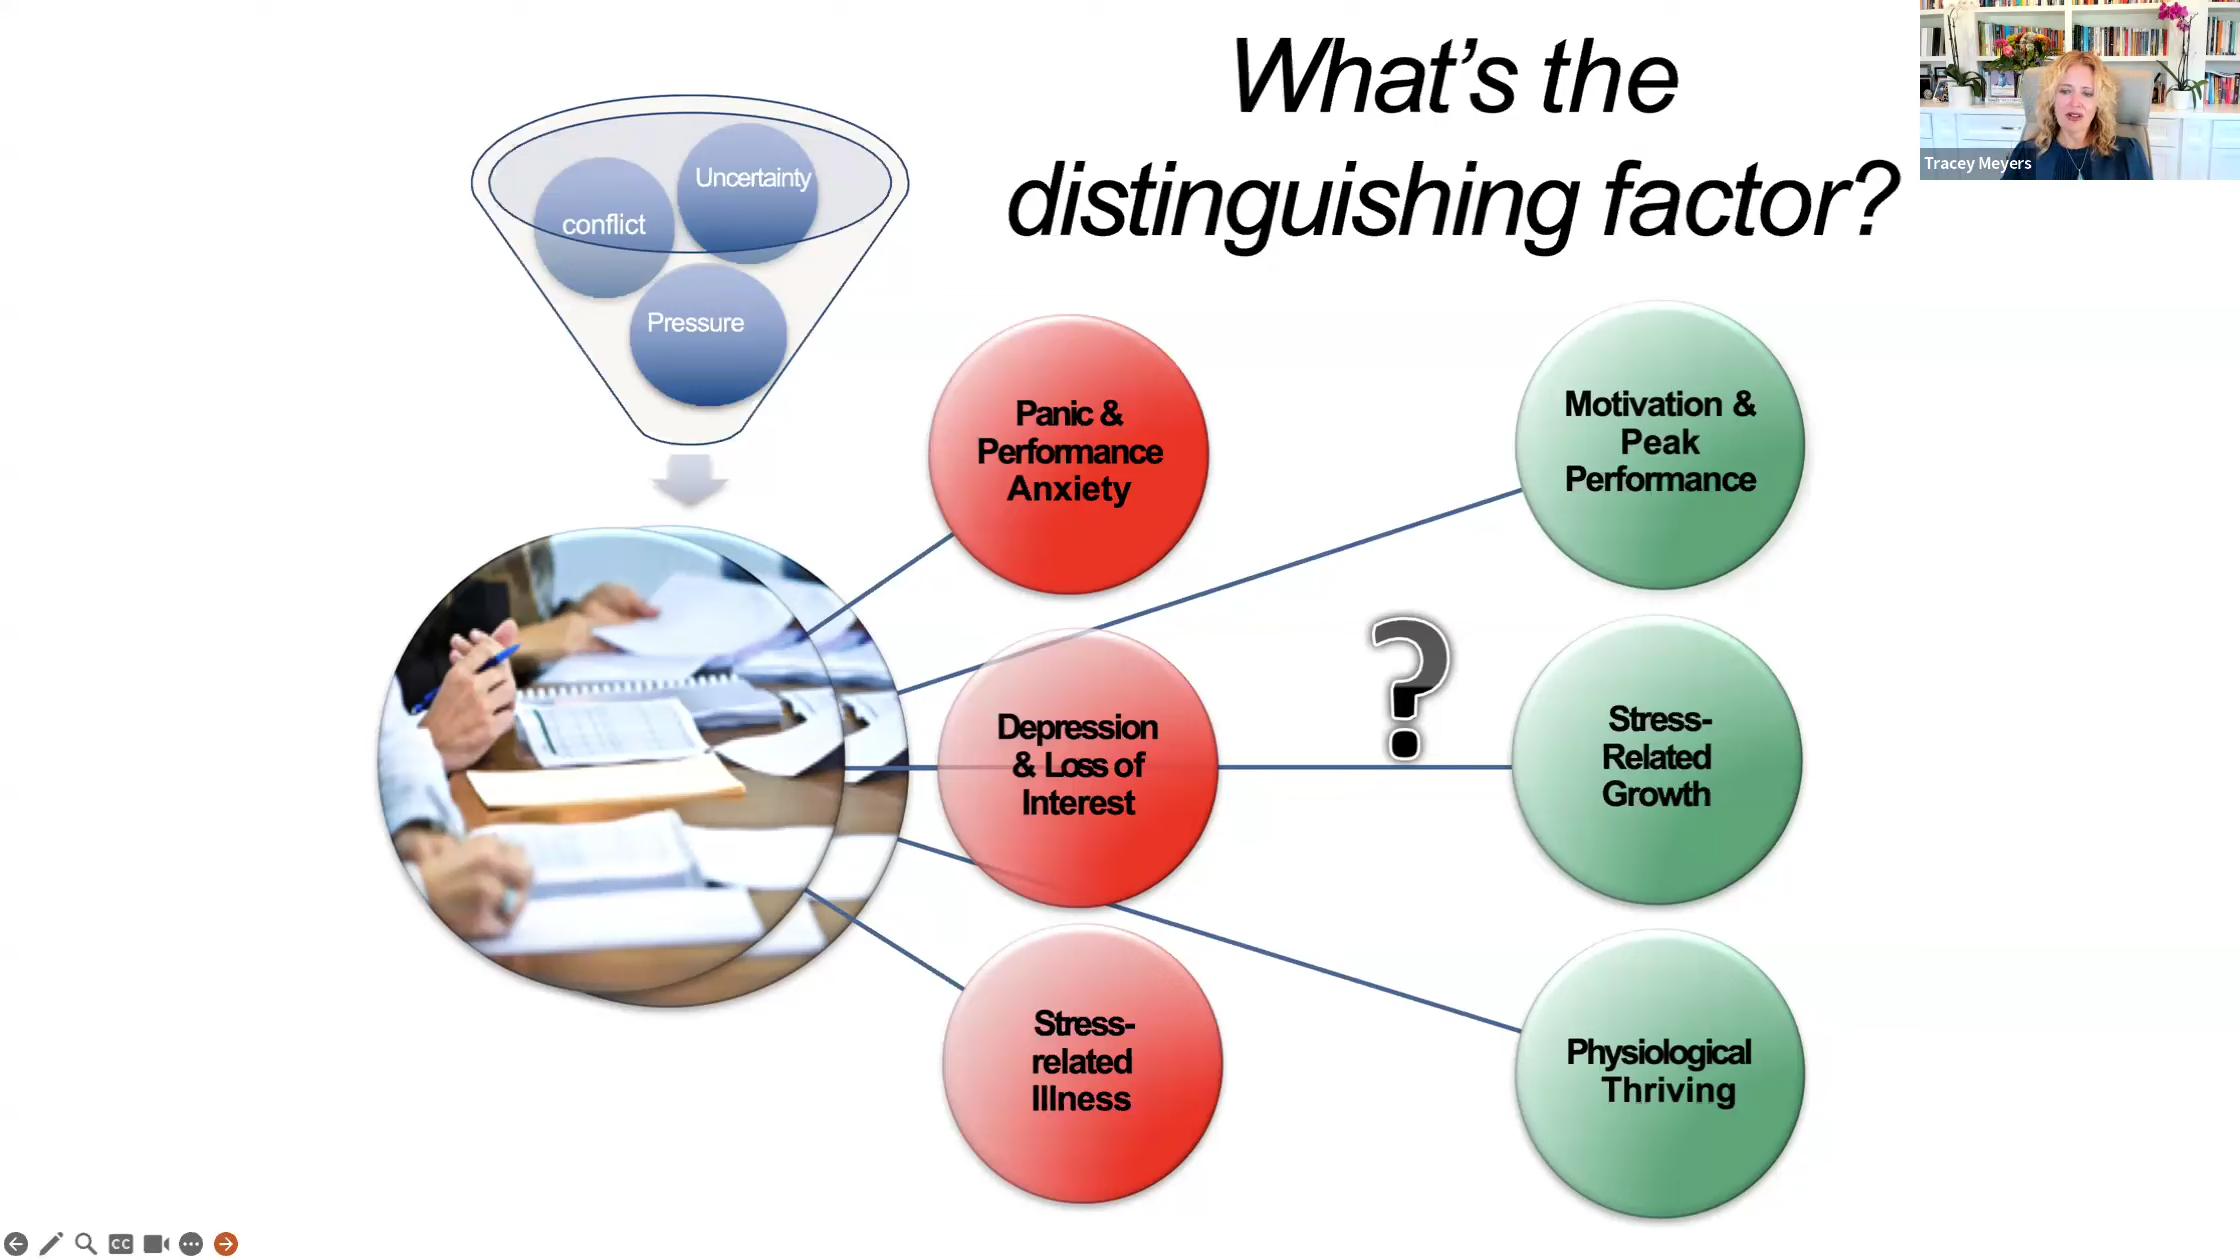 What's the
distinguishing factor?
Tracey Meyers
Uncertainty
conflict
Pressure
Panic &
Performance
Anxiety
Motivation &
Peak
Performance
?
Depression
& Loss of
Interest
Stress-
Related
Growth
Stress-
related
Illness
Physiological
Thriving
CC